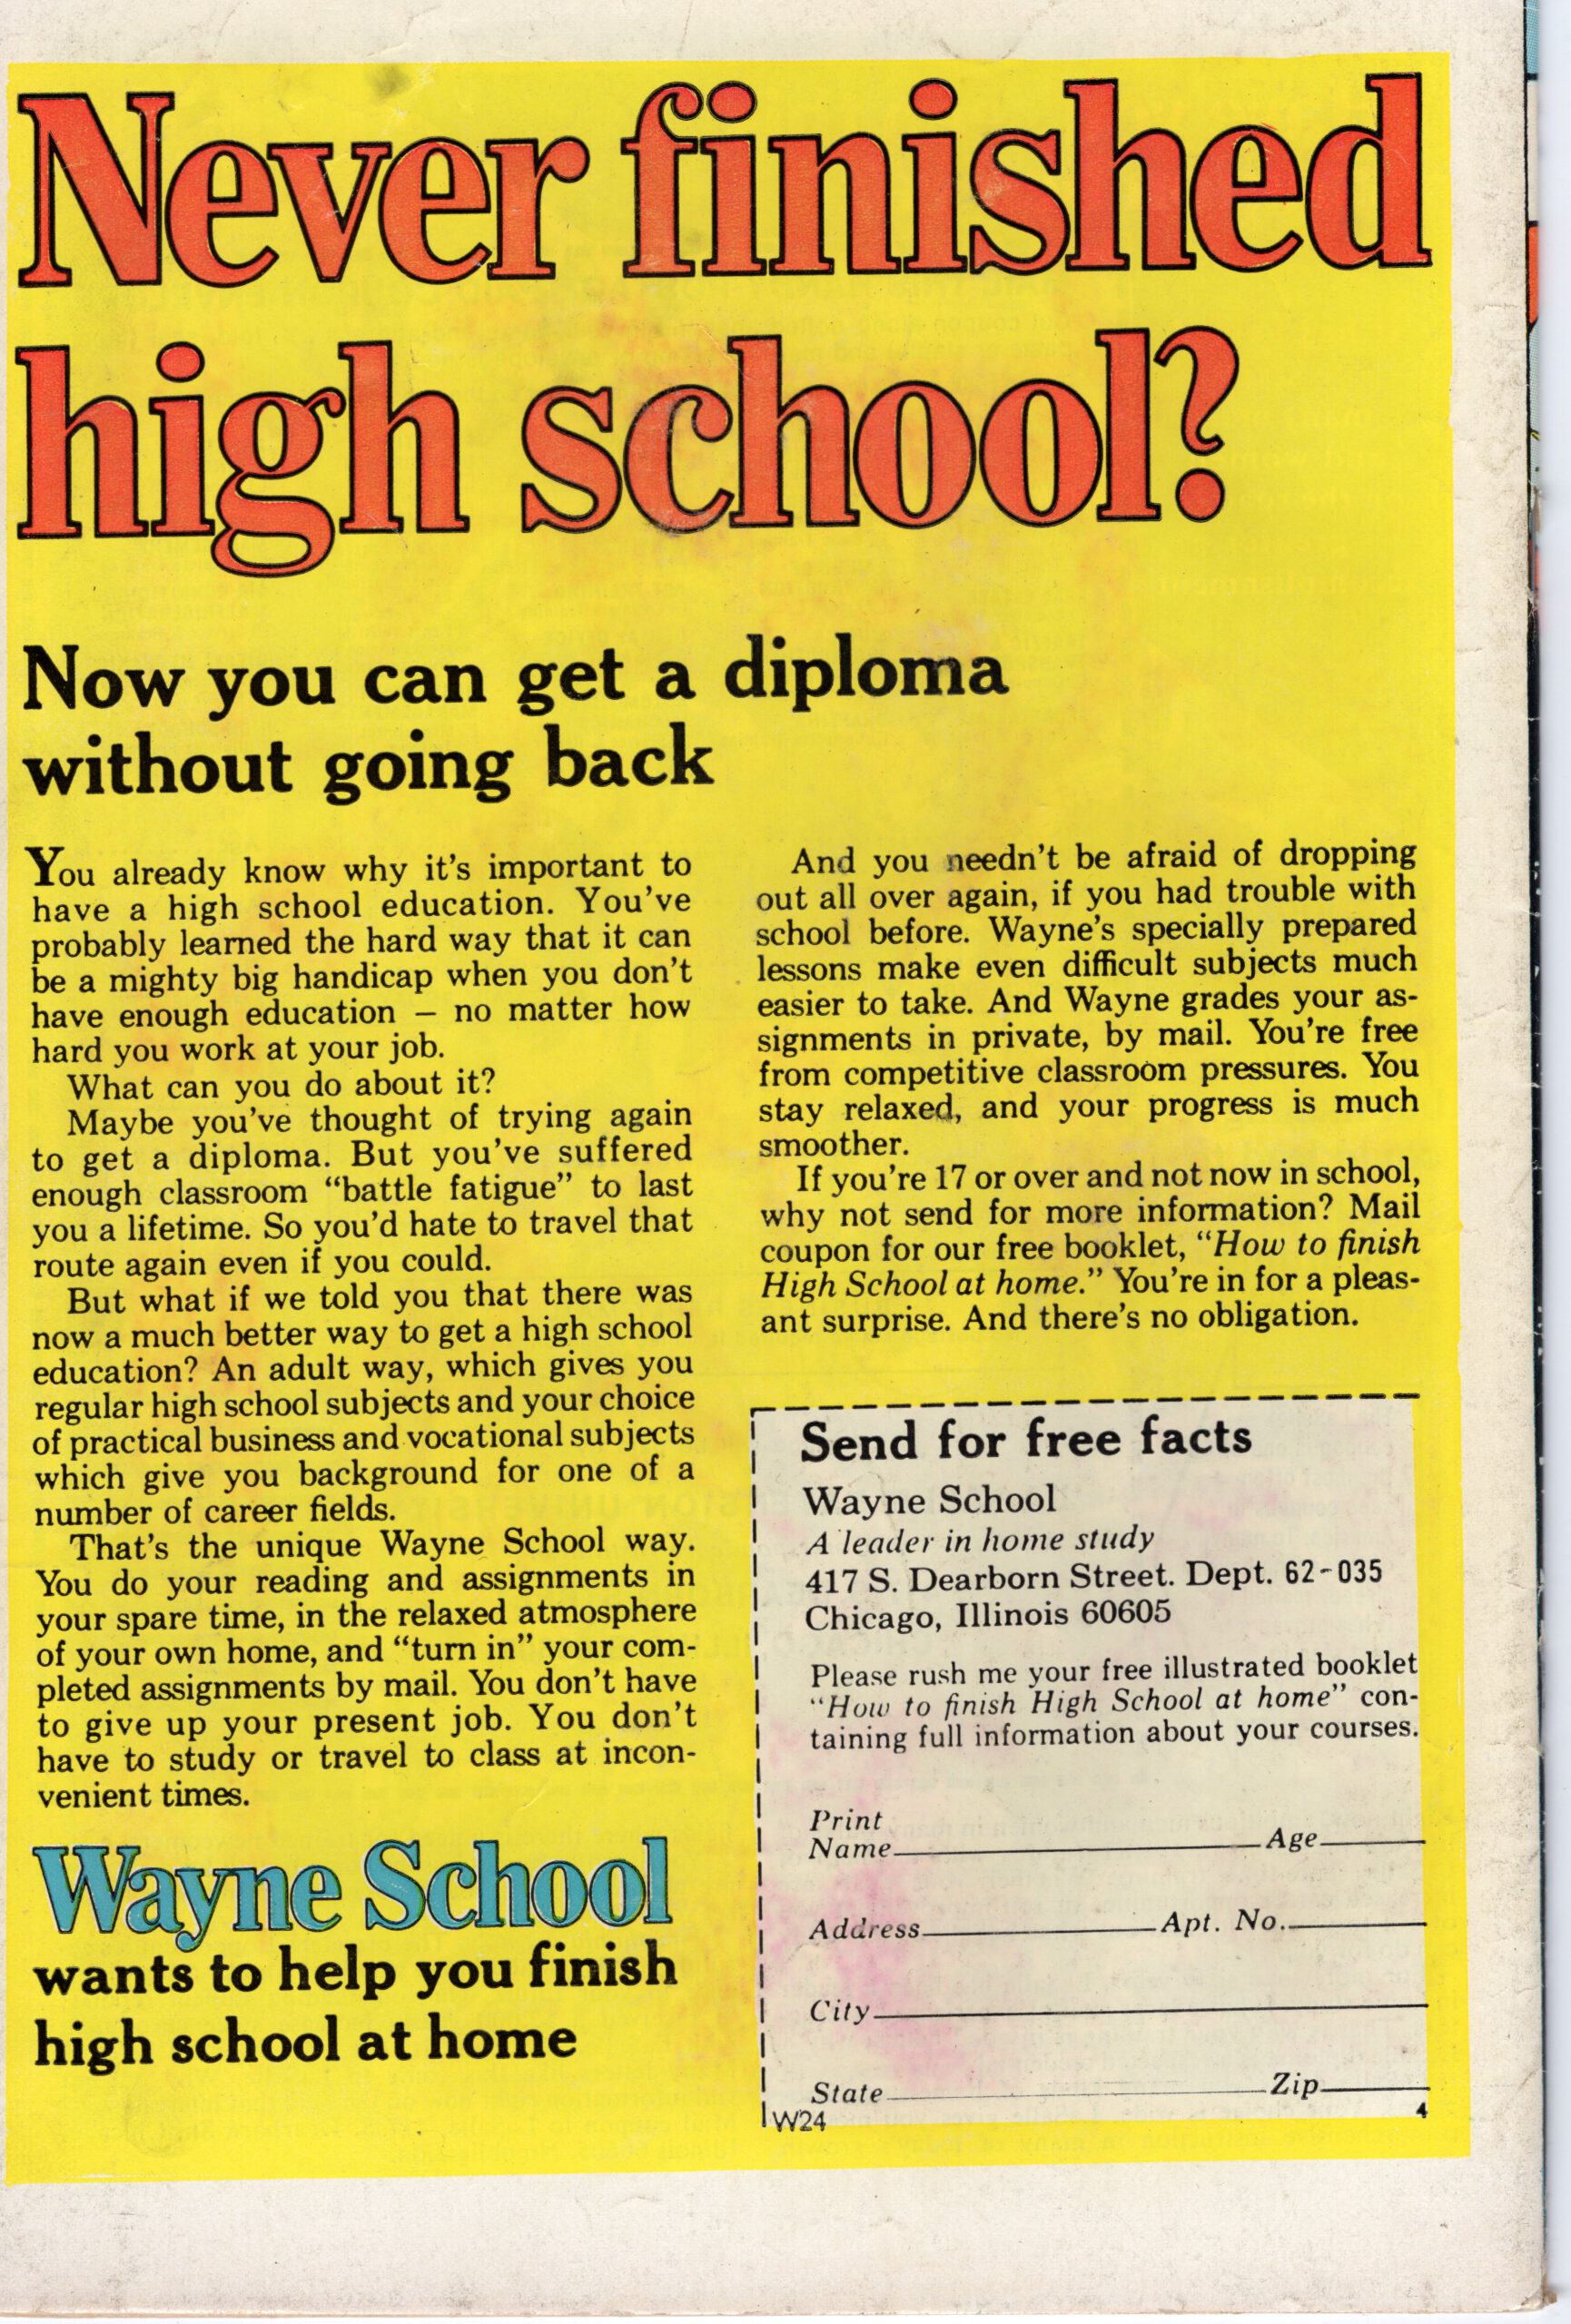 Never finished
high school?
Now you can get a diploma
without going back
You already know why it's important to
have a high school education. You've
probably learned the hard way that it can
be a mighty big handicap when you don't
have enough education – no matter how
hard you work at your job.
What can you do about it?
Maybe you've thought of trying again
to get a diploma. But you've suffered
enough classroom “battle fatigue” to last
you a lifetime. So you'd hate to travel that
route again even if you could.
But what if we told you that there was
now a much better way to get a high school
education? An adult way, which gives you
regular high school subjects and your choice
of practical business and vocational subjects
which give you background for one of a
number of career fields.
That's the unique Wayne School way.
You do your reading and assignments in
your spare time, in the relaxed atmosphere
of your own home, and “turn in” your com-
pleted assignments by mail. You don't have
to give up your present job. You don't
have to study or travel to class at incon-
venient times.
Wayne School
wants to help you finish
high school at home
And you needn't be afraid of dropping
out all over again, if you had trouble with
school before. Wayne's specially prepared
lessons make even difficult subjects much
easier to take. And Wayne grades your as-
signments in private, by mail. You're free
from competitive classroom pressures. You
stay relaxed, and your progress is much
smoother.
If you're 17 or over and not now in school,
why not send for more information? Mail
coupon for our free booklet, “How to finish
High School at home.” You're in for a pleas-
ant surprise. And there's no obligation.
Send for free facts
Wayne School
A leader in home study
417 S. Dearborn Street. Dept. 62-035
Chicago, Illinois 60605
Please rush me your free illustrated booklet
“How to finish High School at home” con-
taining full information about your courses.
Print
Name Age
Address Apt. No.
City
State Zip
W24 4